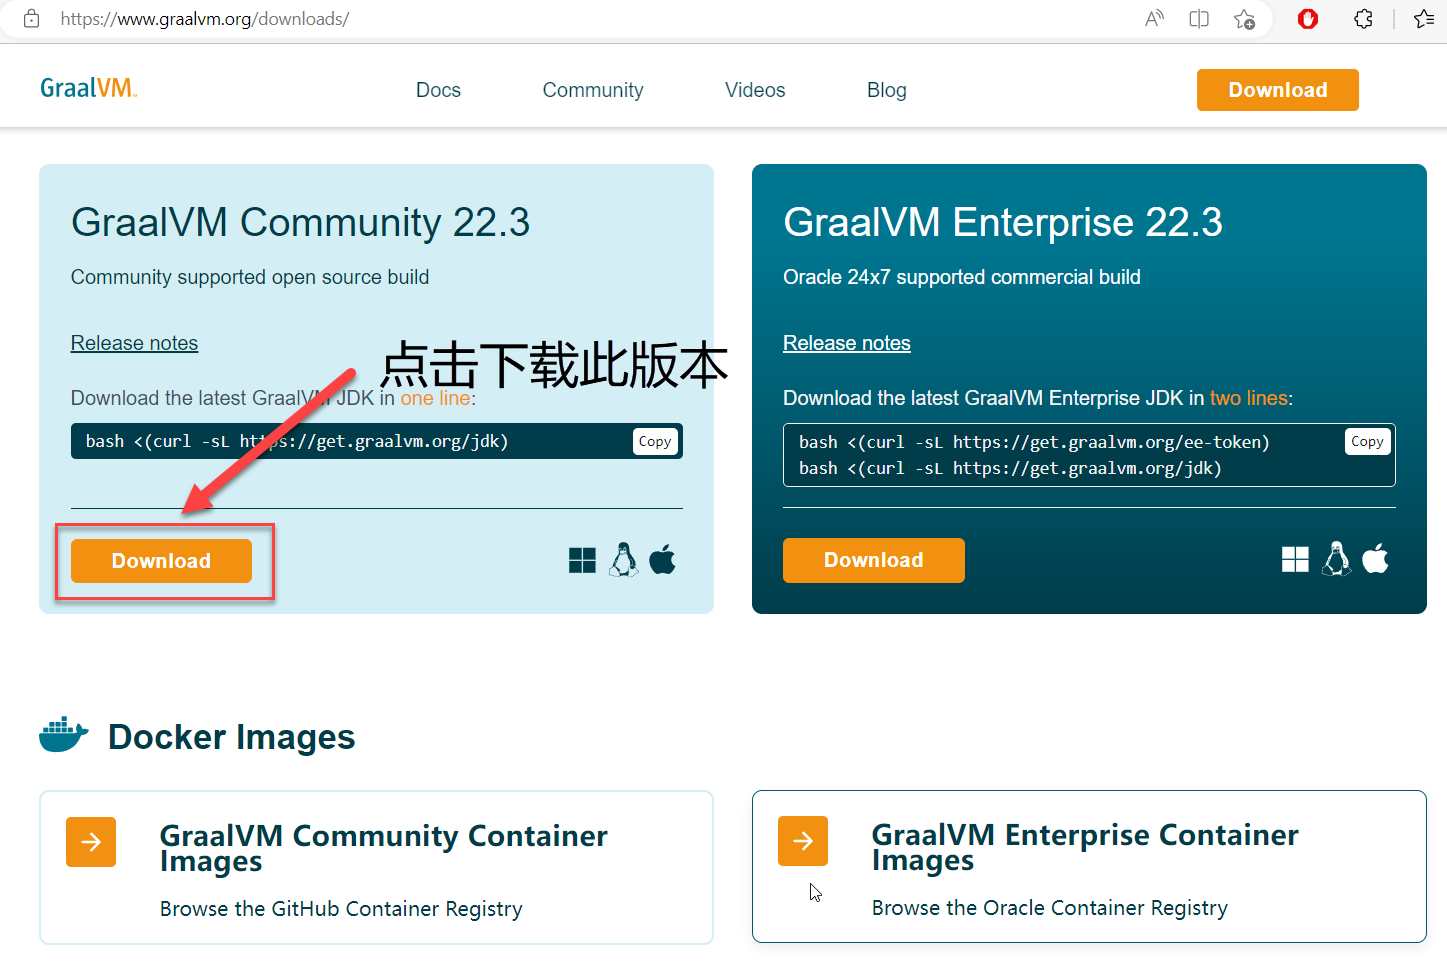 https://www.graalvm.org/downloads/
GraalVM
Docs
Community
Videos
Blog
Download
GraalVM Community 22.3
Community supported open source build
Release notes
点击下载此版本
Download the latest GraalVM JDK in one line:
bash <(curl -sL https://get.graalvm.org/jdk)
Copy
Download
GraalVM Enterprise 22.3
Oracle 24x7 supported commercial build
Release notes
Download the latest GraalVM Enterprise JDK in two lines:
bash <(curl -sL https://get.graalvm.org/ee-token)
bash <(curl -sL https://get.graalvm.org/jdk)
Copy
Download
Docker Images
GraalVM Community Container
Images
Browse the GitHub Container Registry
GraalVM Enterprise Container
Images
Browse the Oracle Container Registry